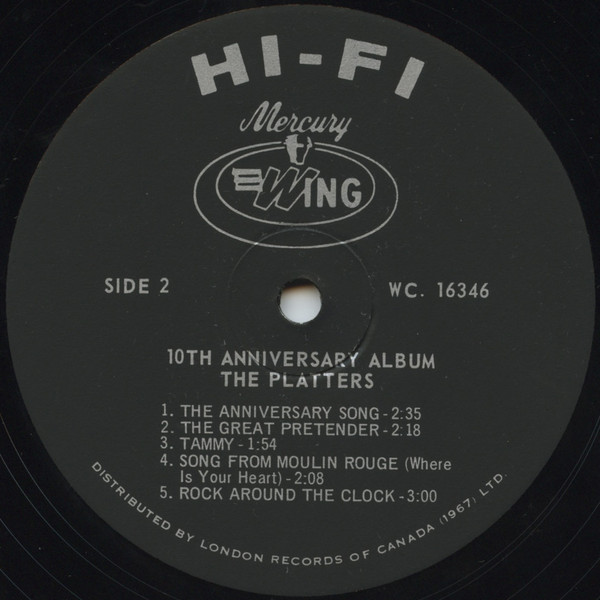 HI-FI
Mercury
WING
SIDE 2
WC. 16346
10TH ANNIVERSARY ALBUM
THE PLATTERS
1. THE ANNIVERSARY SONG - 2:35
2. THE GREAT PRETENDER - 2:18
3. TAMMY - 1:54
4. SONG FROM MOULIN ROUGE (Where
Is Your Heart) - 2:08
5. ROCK AROUND THE CLOCK - 3:00
DISTRIBUTED BY LONDON RECORDS OF CANADA (1967) LTD.